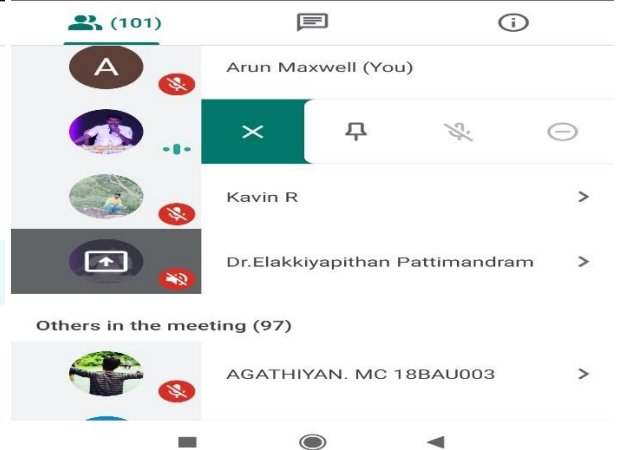 (101)
A
Arun Maxwell (You)
Kavin R
Dr.Elakkiyapithan Pattimandram
Others in the meeting (97)
AGATHIYAN. MC 18BAU003